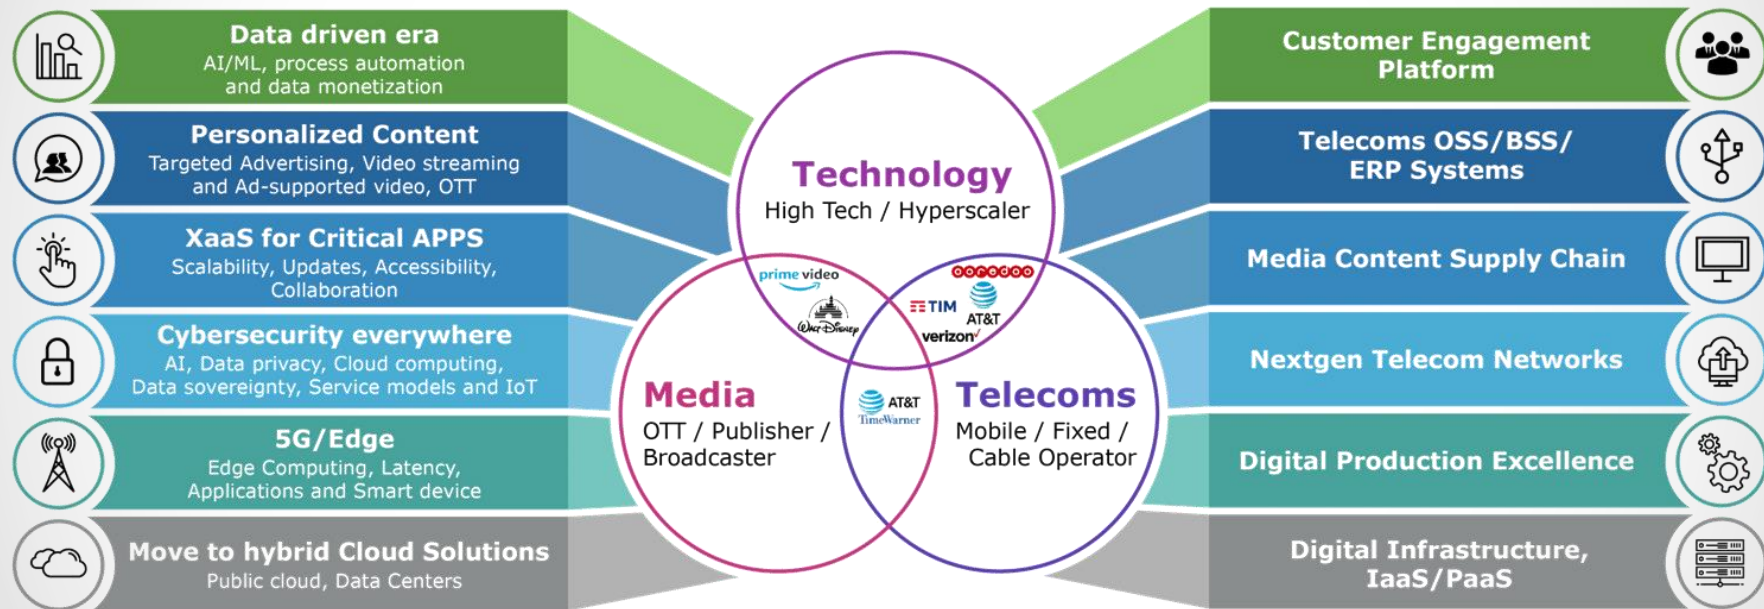 Data driven era
AI/ML, process automation
and data monetization
Personalized Content
Targeted Advertising, Video streaming
and Ad-supported video, OTT
XaaS for Critical APPS
Scalability, Updates, Accessibility,
Collaboration
Cybersecurity everywhere
AI, Data privacy, Cloud computing,
Data sovereignty, Service models and IoT
5G/Edge
Edge Computing, Latency,
Applications and Smart device
Move to hybrid Cloud Solutions
Public cloud, Data Centers
Technology
High Tech / Hyperscaler
prime video
WALT DISNEY
ooredoo
TIM
AT&T
verizon
Media
OTT / Publisher /
Broadcaster
AT&T
TimeWarner
Telecoms
Mobile / Fixed /
Cable Operator
Customer Engagement
Platform
Telecoms OSS/BSS/
ERP Systems
Media Content Supply Chain
Nextgen Telecom Networks
Digital Production Excellence
Digital Infrastructure,
IaaS/PaaS